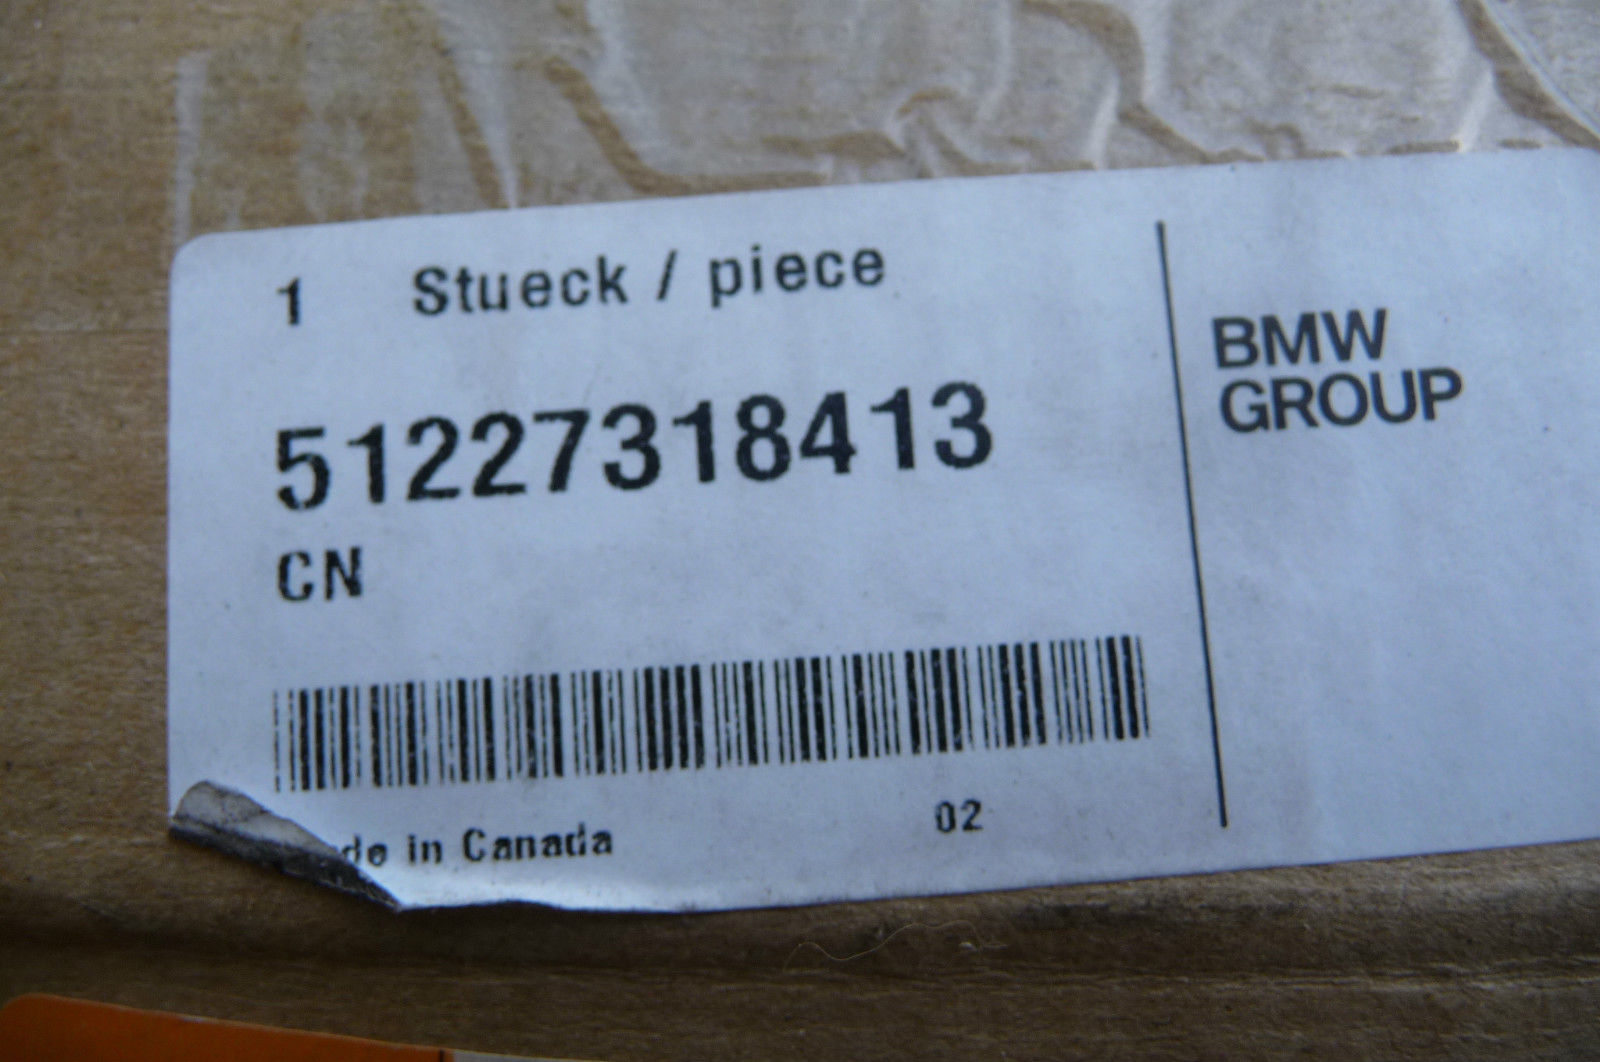 1 Stueck / piece
51227318413
CN
de in Canada
02
BMW
GROUP